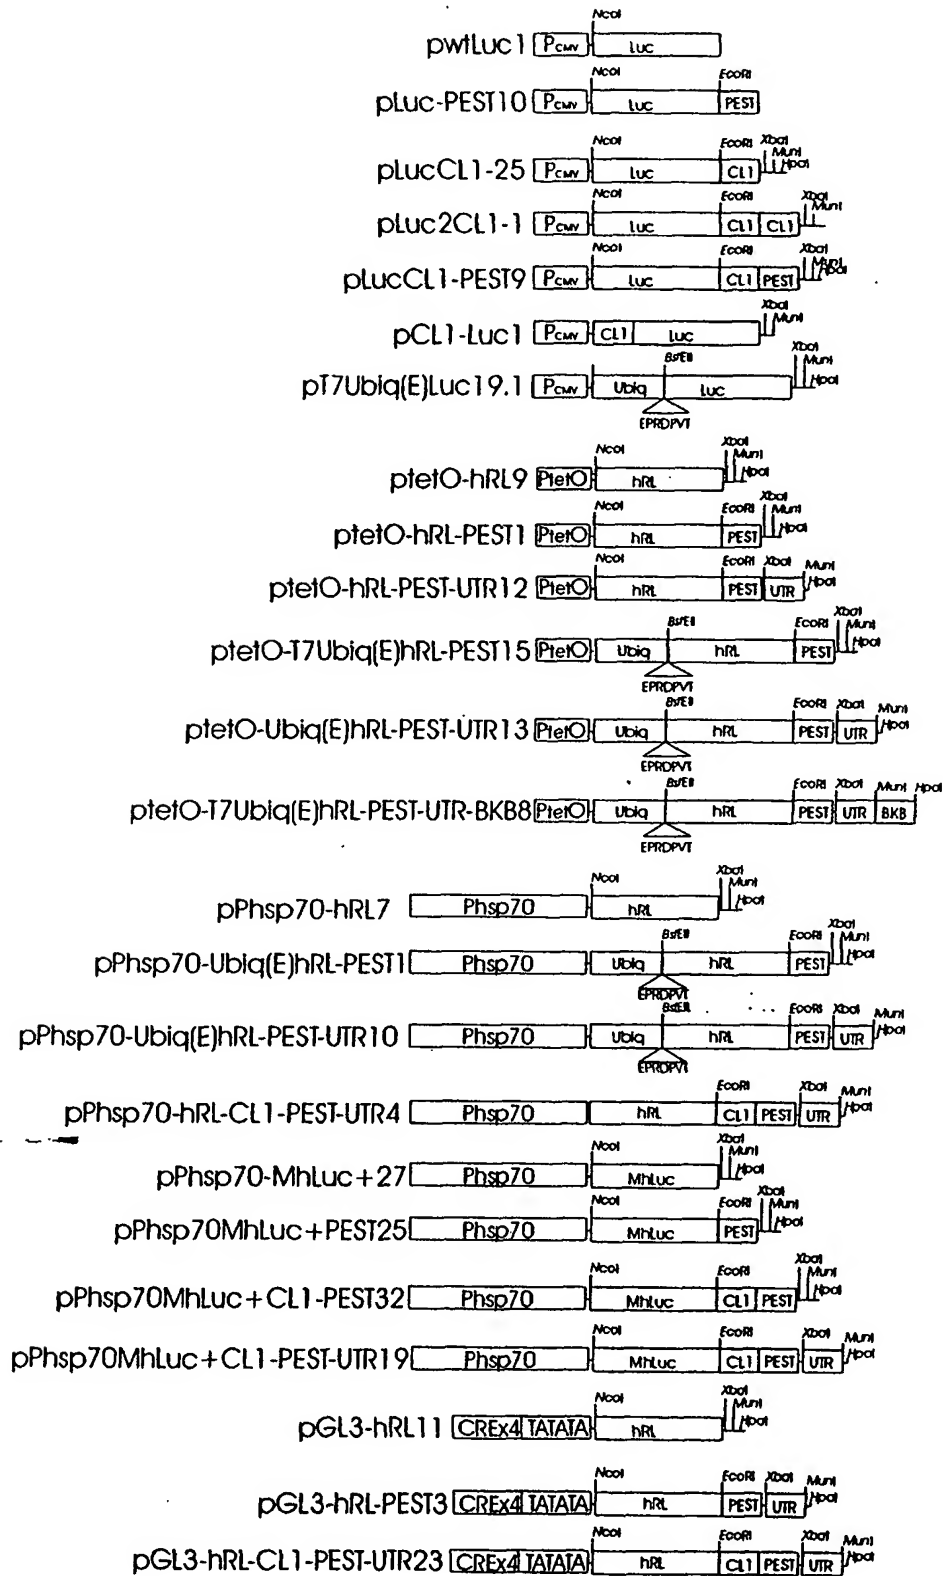 NcoI
pwtLuc1 PCMV Luc
NcoI EcoRI
pLuc-PEST10 PCMV Luc PEST
NcoI EcoRI XbaI MunI HpaI
pLucCL1-25 PCMV Luc CL1
NcoI EcoRI XbaI MunI
pLuc2CL1-1 PCMV Luc CL1 CL1
NcoI EcoRI XbaI MunI HpaI
pLucCL1-PEST9 PCMV Luc CL1 PEST
XbaI MunI
pCL1-Luc1 PCMV CL1 Luc
BstEII XbaI MunI HpaI
pT7Ubiq(E)Luc19.1 PCMV Ubiq Luc
EPRDPVT
NcoI XbaI MunI HpaI
ptetO-hRL9 PtetO hRL
NcoI EcoRI XbaI MunI HpaI
ptetO-hRL-PEST1 PtetO hRL PEST
NcoI EcoRI XbaI MunI HpaI
ptetO-hRL-PEST-UTR12 PtetO hRL PEST UTR
BstEII EcoRI XbaI MunI HpaI
ptetO-T7Ubiq(E)hRL-PEST15 PtetO Ubiq hRL PEST
EPRDPVT
BstEII EcoRI XbaI MunI HpaI
ptetO-Ubiq(E)hRL-PEST-UTR13 PtetO Ubiq hRL PEST UTR
EPRDPVT
BstEII EcoRI XbaI MunI HpaI
ptetO-T7Ubiq(E)hRL-PEST-UTR-BKB8 PtetO Ubiq hRL PEST UTR BKB
EPRDPVT
NcoI XbaI MunI HpaI
pPhsp70-hRL7 Phsp70 hRL
BstEII EcoRI XbaI MunI HpaI
pPhsp70-Ubiq(E)hRL-PEST1 Phsp70 Ubiq hRL PEST
EPRDPVT
BstEII EcoRI XbaI MunI HpaI
pPhsp70-Ubiq(E)hRL-PEST-UTR10 Phsp70 Ubiq hRL PEST UTR
EPRDPVT
EcoRI XbaI MunI HpaI
pPhsp70-hRL-CL1-PEST-UTR4 Phsp70 hRL CL1 PEST UTR
NcoI XbaI MunI HpaI
pPhsp70-MhLuc+27 Phsp70 MhLuc
NcoI EcoRI XbaI MunI HpaI
pPhsp70MhLuc+PEST25 Phsp70 MhLuc PEST
NcoI EcoRI XbaI MunI HpaI
pPhsp70MhLuc+CL1-PEST32 Phsp70 MhLuc CL1 PEST
NcoI EcoRI XbaI MunI HpaI
pPhsp70MhLuc+CL1-PEST-UTR19 Phsp70 MhLuc CL1 PEST UTR
NcoI XbaI MunI HpaI
pGL3-hRL11 CREx4 TATATA hRL
NcoI EcoRI XbaI MunI HpaI
pGL3-hRL-PEST3 CREx4 TATATA hRL PEST UTR
NcoI EcoRI XbaI MunI HpaI
pGL3-hRL-CL1-PEST-UTR23 CREx4 TATATA hRL CL1 PEST UTR